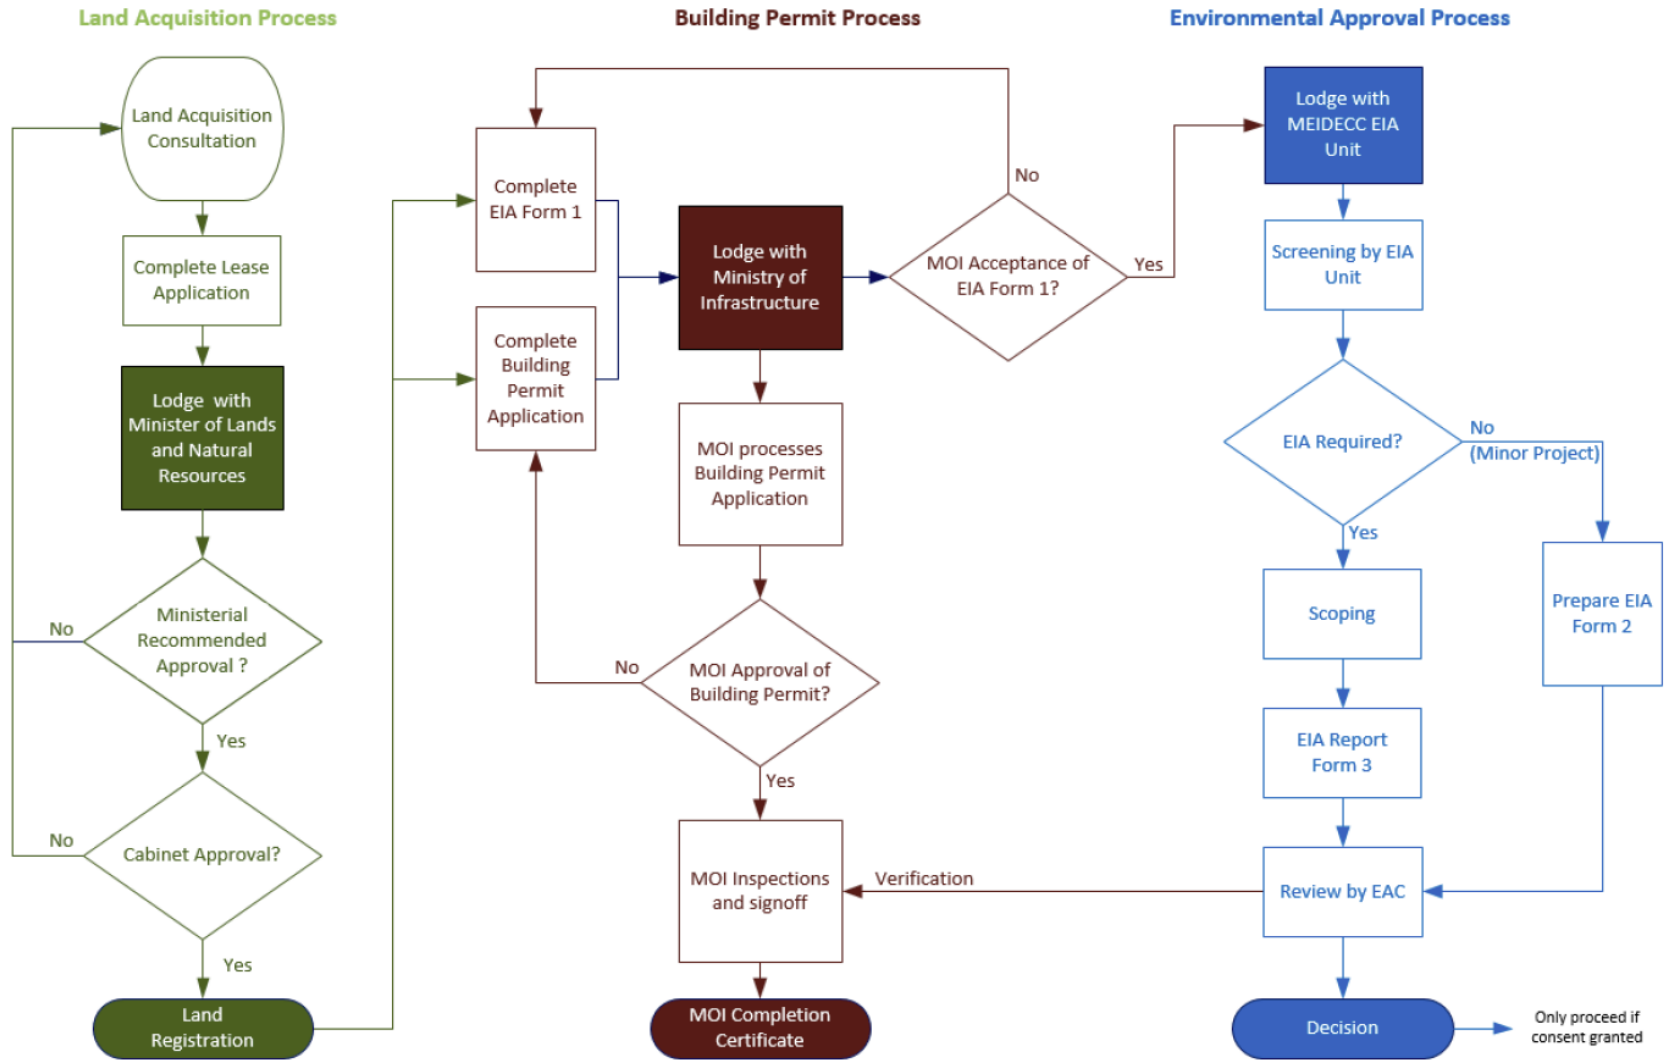 Land Acquisition Process
Land Acquisition
Consultation
Complete Lease
Application
Lodge with
Minister of Lands
and Natural
Resources
Ministerial
Recommended
Approval ?
No
Yes
Cabinet Approval?
No
Yes
Land
Registration
Building Permit Process
Complete
EIA Form 1
Complete
Building
Permit
Application
Lodge with
Ministry of
Infrastructure
MOI Acceptance of
EIA Form 1?
No
Yes
MOI processes
Building Permit
Application
MOI Approval of
Building Permit?
No
Yes
MOI Inspections
and signoff
Verification
MOI Completion
Certificate
Environmental Approval Process
Lodge with
MEIDECC EIA
Unit
Screening by EIA
Unit
EIA Required?
No
(Minor Project)
Yes
Scoping
Prepare EIA
Form 2
EIA Report
Form 3
Review by EAC
Decision
Only proceed if
consent granted